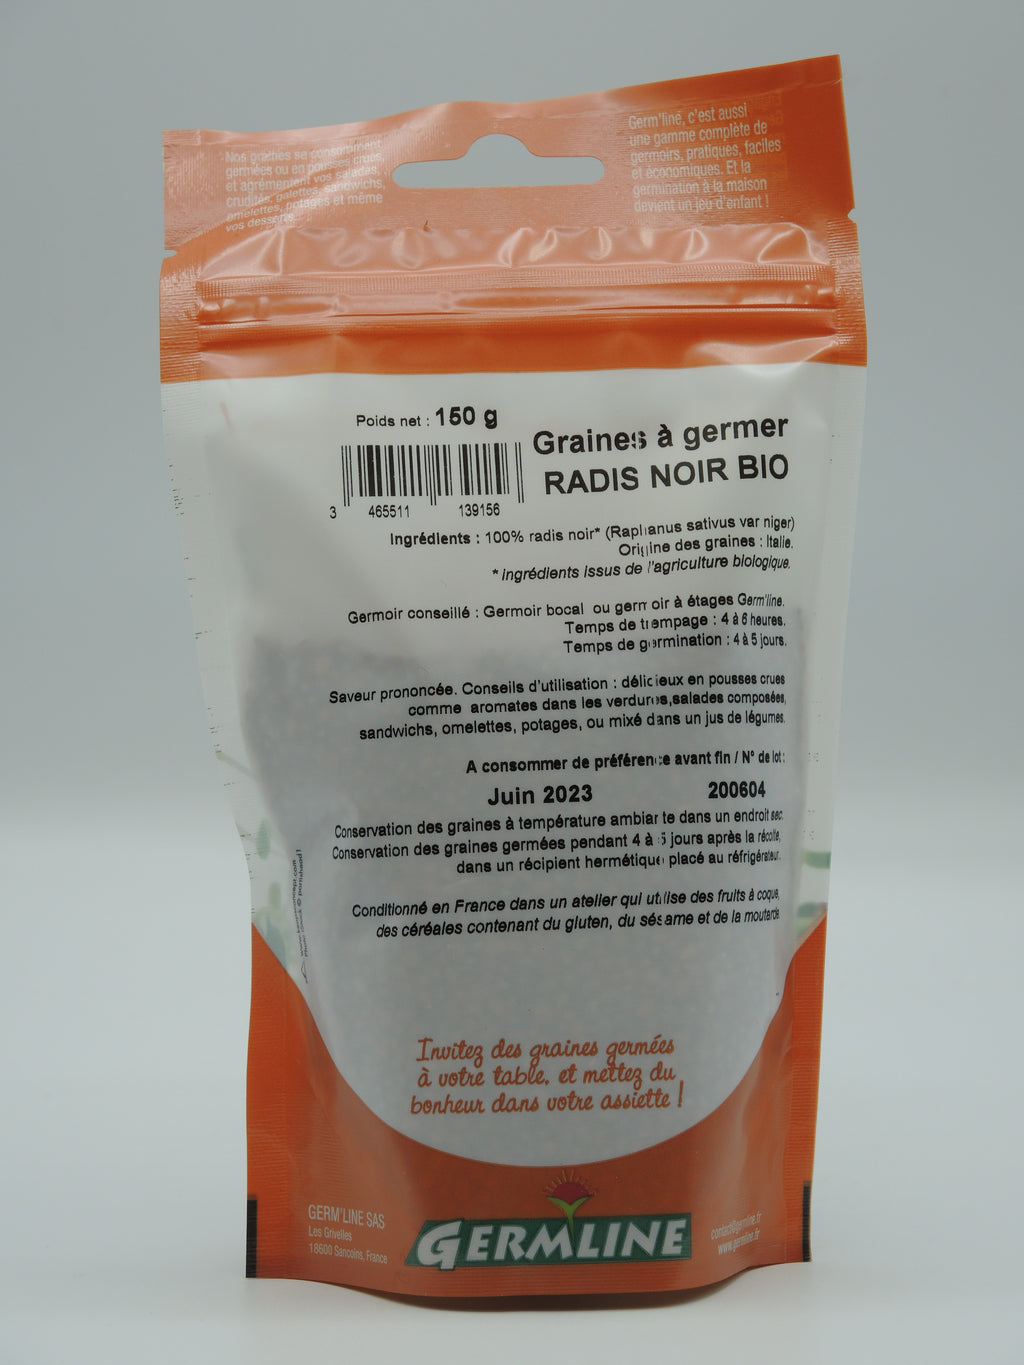 Nos graines se consomment
germées ou en pousses crues,
et agrémentent vos salades,
crudités, galettes, sandwichs,
omelettes, potages et même
vos desserts...
Germ'line, c'est aussi
une gamme complète de
germoirs, pratiques, faciles
et économiques. Et la
germination à la maison
devient un jeu d'enfant !
Poids net : 150 g
Graines à germer
RADIS NOIR BIO
3 465511 139156
Ingrédients : 100% radis noir* (Raphanus sativus var niger)
Origine des graines : Italie.
* ingrédients issus de l'agriculture biologique.
Germoir conseillé : Germoir bocal ou germoir à étages Germ'line.
Temps de trempage : 4 à 6 heures.
Temps de germination : 4 à 5 jours.
Saveur prononcée. Conseils d'utilisation : délicieux en pousses crues
comme aromates dans les verdures,salades composées,
sandwichs, omelettes, potages, ou mixé dans un jus de légumes.
A consommer de préférence avant fin / N° de lot :
Juin 2023 200604
Conservation des graines à température ambiante dans un endroit sec.
Conservation des graines germées pendant 4 à 5 jours après la récolte,
dans un récipient hermétique placé au réfrigérateur.
Conditionné en France dans un atelier qui utilise des fruits à coque,
des céréales contenant du gluten, du sésame et de la moutarde.
Invitez des graines germées
à votre table, et mettez du
bonheur dans votre assiette !
GERM'LINE SAS
Les Grivelles
18600 Sancoins, France
GERMLINE
contact@germline.fr
www.germline.fr